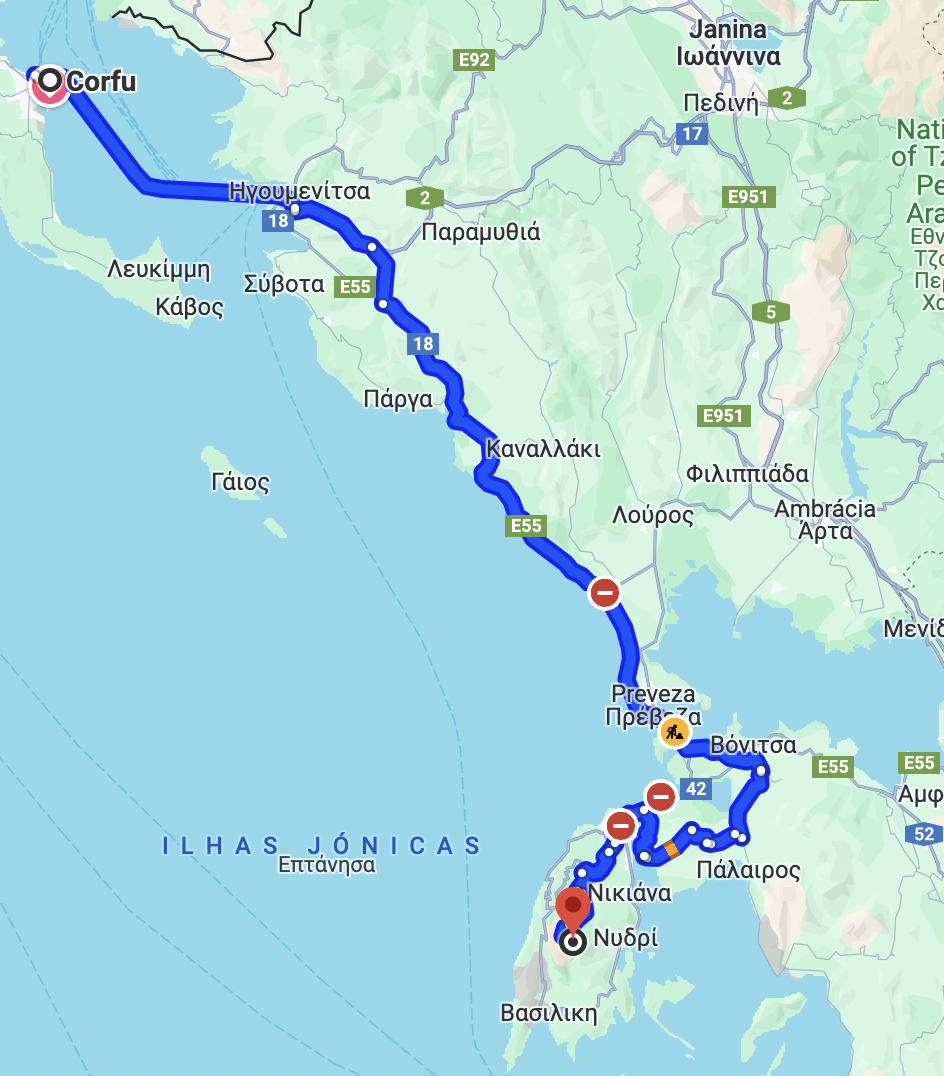 Janina
Ιωάννινα
E92
Corfu
Πεδινή
2
17
Nati
of Tz
Pe
Ara
Εθν
Τζο
Περ
Χα
Ηγουμενίτσα
2
E951
18
Παραμυθιά
Λευκίμμη
Σύβοτα
E55
Κάβος
5
18
Πάργα
E951
Καναλλάκι
Γάιος
Φιλιππιάδα
Λούρος
Ambrácia
Άρτα
E55
Μενίδ
Preveza
Πρέβεζα
Βόνιτσα
E55
E55
42
Αμφ
52
ILHAS JÓNICAS
Επτάνησα
Πάλαιρος
Νικιάνα
Νυδρί
Βασιλικη